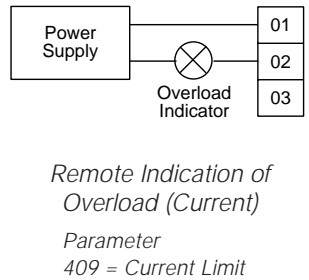 Power
Supply
01
02
03
Overload
Indicator
Remote Indication of
Overload (Current)
Parameter
409 = Current Limit